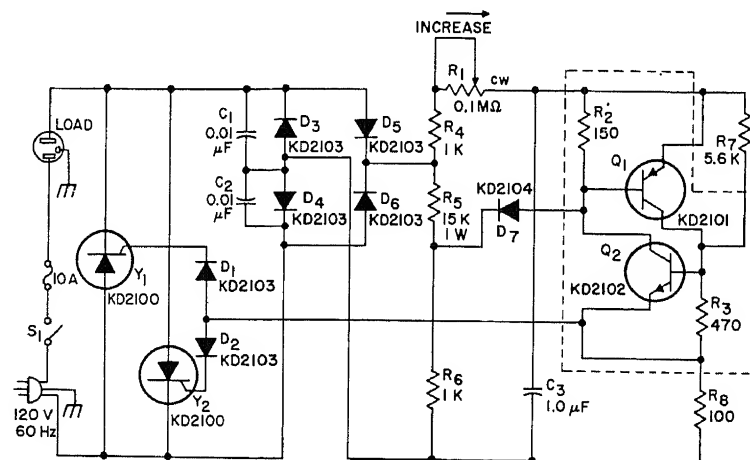 INCREASE
R1
CW
0.1MΩ
LOAD
C1
0.01
μF
D3
KD2103
D5
KD2103
R4
1 K
R2
150
R7
5.6 K
Q1
KD2101
C2
0.01
μF
D4
KD2103
D6
KD2103
R5
15 K
1 W
KD2104
D7
Q2
KD2102
10A
Y1
KD2100
D1
KD2103
R3
470
S1
D2
KD2103
Y2
KD2100
120 V
60 Hz
R6
1 K
C3
1.0 μF
R8
100